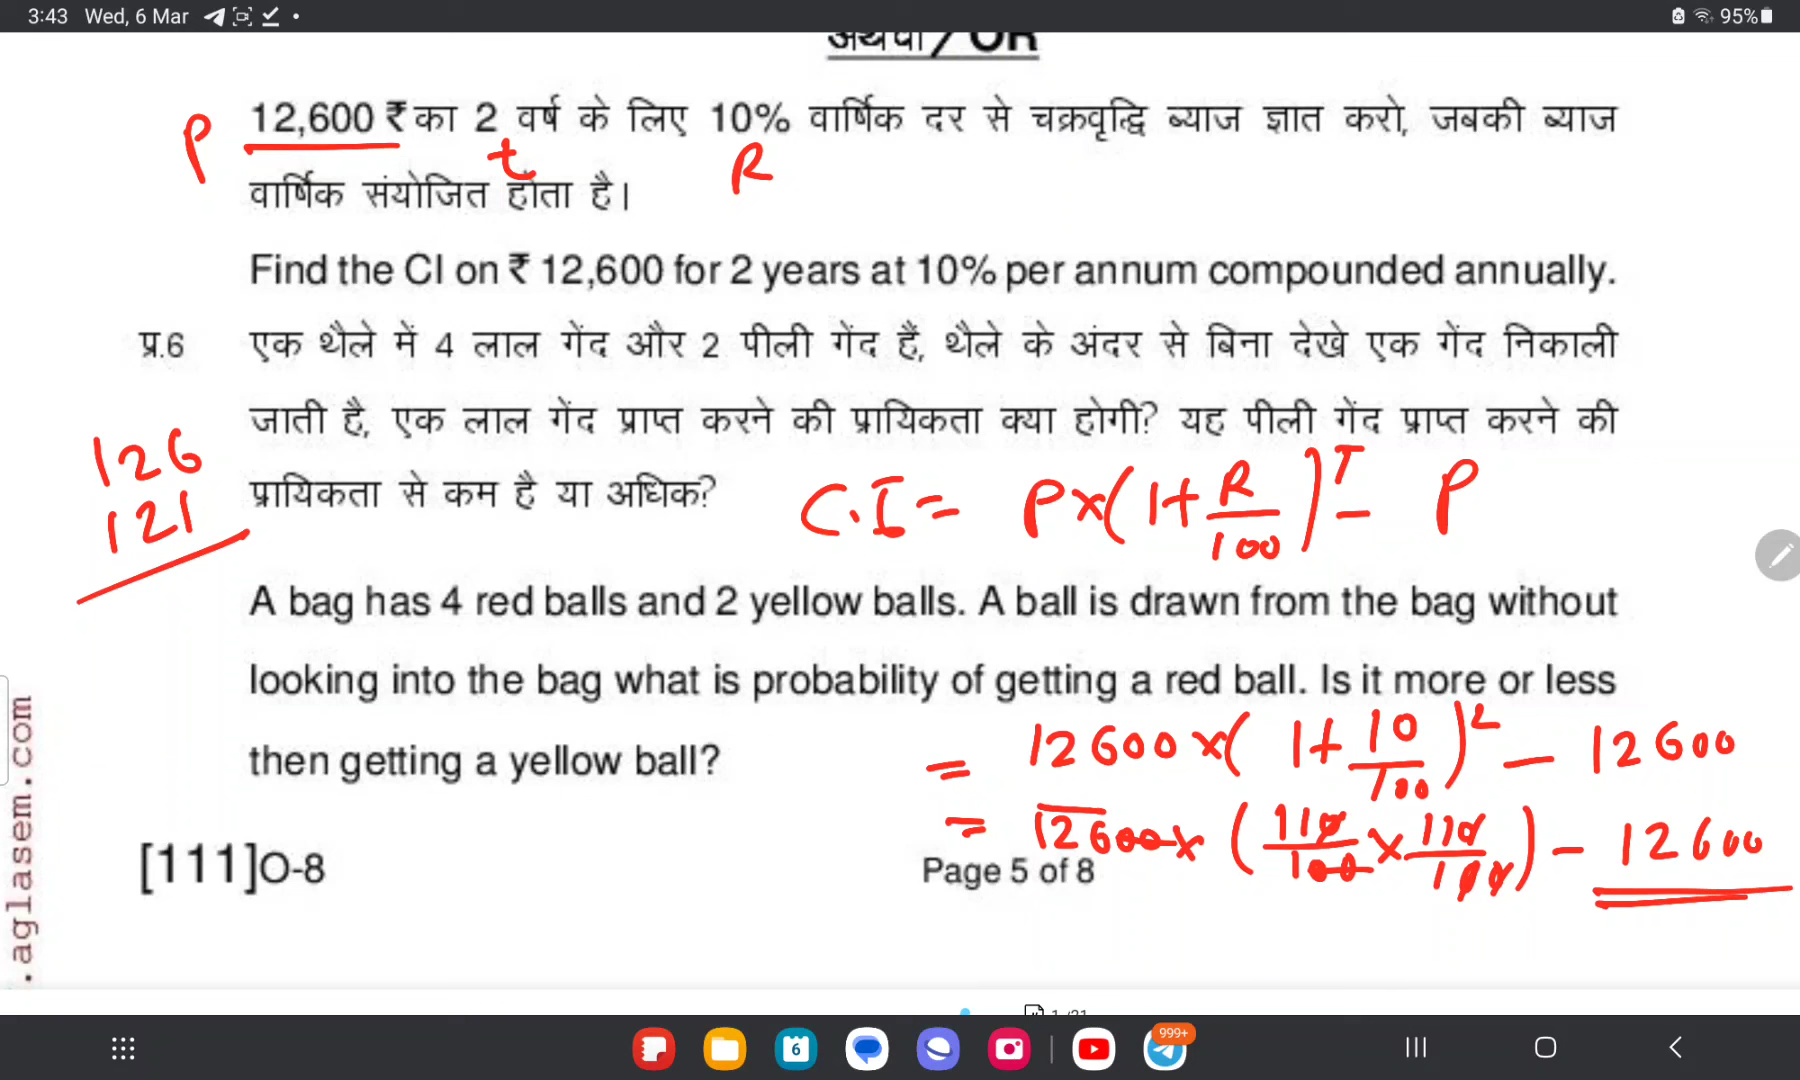 3:43 Wed, 6 Mar
95%
अथवा / OR
12,600 ₹ का 2 वर्ष के लिए 10% वार्षिक दर से चक्रवृद्धि ब्याज ज्ञात करो, जबकी ब्याज
P
t
R
वार्षिक संयोजित होता है।
Find the CI on ₹ 12,600 for 2 years at 10% per annum compounded annually.
प्र.6 एक थैले में 4 लाल गेंद और 2 पीली गेंद हैं, थैले के अंदर से बिना देखे एक गेंद निकाली
जाती है, एक लाल गेंद प्राप्त करने की प्रायिकता क्या होगी? यह पीली गेंद प्राप्त करने की
126
121
प्रायिकता से कम है या अधिक?
C.I = P×(1+R/100)^T - P
A bag has 4 red balls and 2 yellow balls. A ball is drawn from the bag without
looking into the bag what is probability of getting a red ball. Is it more or less
then getting a yellow ball?
= 12600×(1+10/100)^2 - 12600
= 12600×(110/100×110/100) - 12600
[111]O-8
Page 5 of 8
.aglasem.com
6
999+